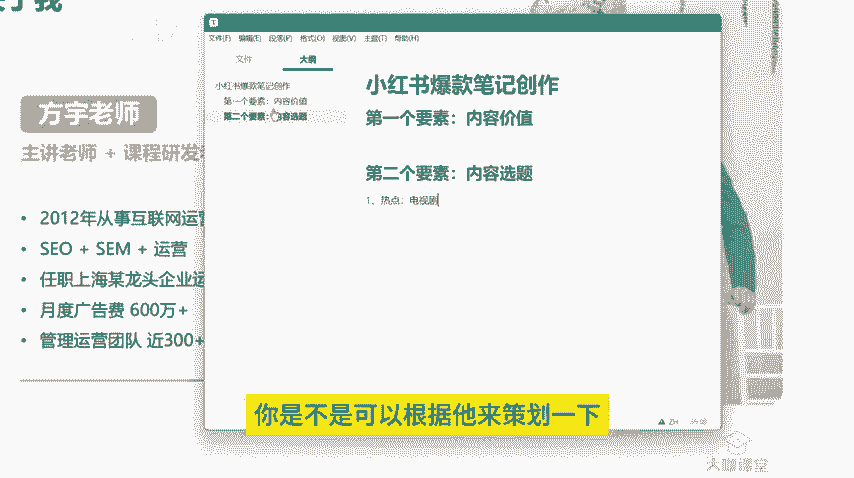 关于我
文件(F) 编辑(E) 段落(P) 格式(O) 视图(V) 主题(T) 帮助(H)
文件 大纲
小红书爆款笔记创作
第一个要素：内容价值
第二个要素：内容选题
小红书爆款笔记创作
第一个要素：内容价值
第二个要素：内容选题
1、热点：电视剧
方宇老师
主讲老师 + 课程研发
• 2012年从事互联网运营
• SEO + SEM + 运营
• 任职上海某龙头企业运
• 月度广告费 600万+
• 管理运营团队 近300+
你是不是可以根据他来策划一下
大咖课堂